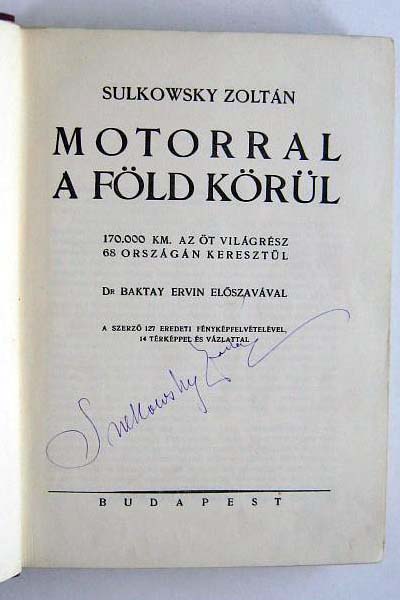 SULKOWSKY ZOLTÁN
MOTORRAL
A FÖLD KÖRÜL
170.000 KM. AZ ÖT VILÁGRÉSZ
68 ORSZÁGÁN KERESZTÜL
DR BAKTAY ERVIN ELŐSZAVÁVAL
A SZERZŐ 127 EREDETI FÉNYKÉPFELVÉTELÉVEL,
14 TÉRKÉPPEL ÉS VÁZLATTAL
Sulkowsky Zoltán
BUDAPEST